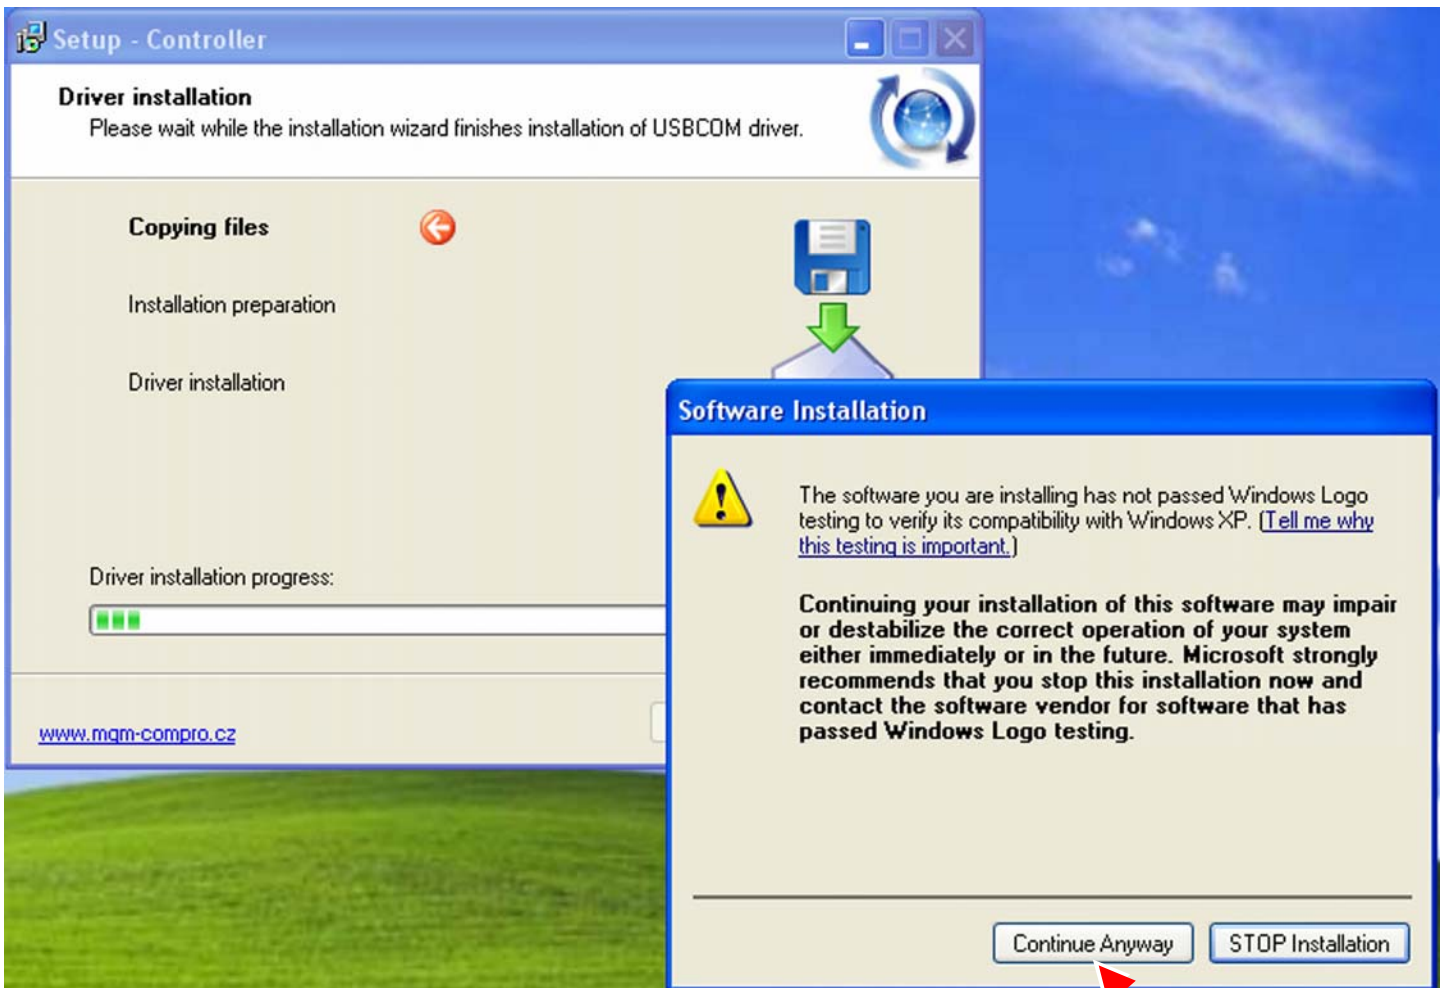 Setup - Controller
Driver installation
Please wait while the installation wizard finishes installation of USBCOM driver.
Copying files
Installation preparation
Driver installation
Driver installation progress:
www.mgm-compro.cz
Software Installation
The software you are installing has not passed Windows Logo
testing to verify its compatibility with Windows XP. (Tell me why
this testing is important.)
Continuing your installation of this software may impair
or destabilize the correct operation of your system
either immediately or in the future. Microsoft strongly
recommends that you stop this installation now and
contact the software vendor for software that has
passed Windows Logo testing.
Continue Anyway
STOP Installation